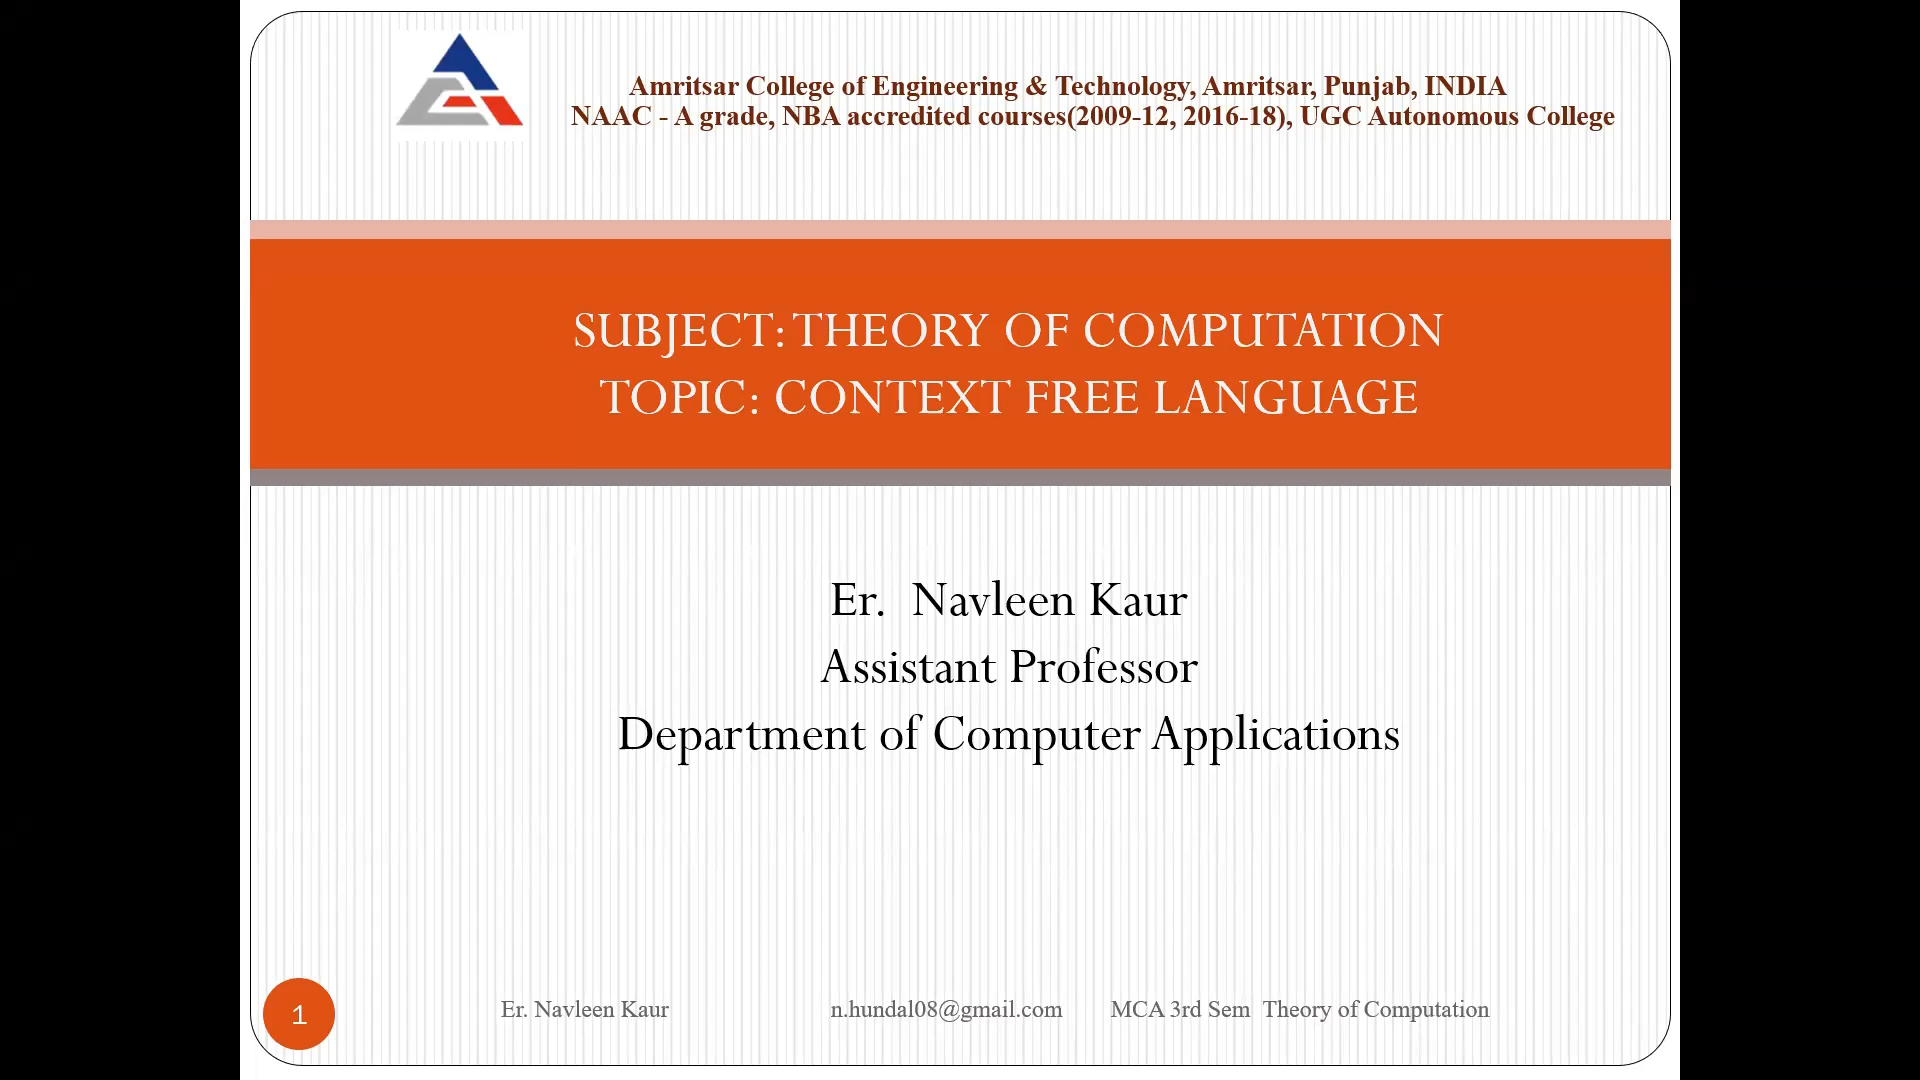 Amritsar College of Engineering & Technology, Amritsar, Punjab, INDIA
NAAC - A grade, NBA accredited courses(2009-12, 2016-18), UGC Autonomous College
SUBJECT: THEORY OF COMPUTATION
TOPIC: CONTEXT FREE LANGUAGE
Er. Navleen Kaur
Assistant Professor
Department of Computer Applications
1
Er. Navleen Kaur n.hundal08@gmail.com MCA 3rd Sem Theory of Computation